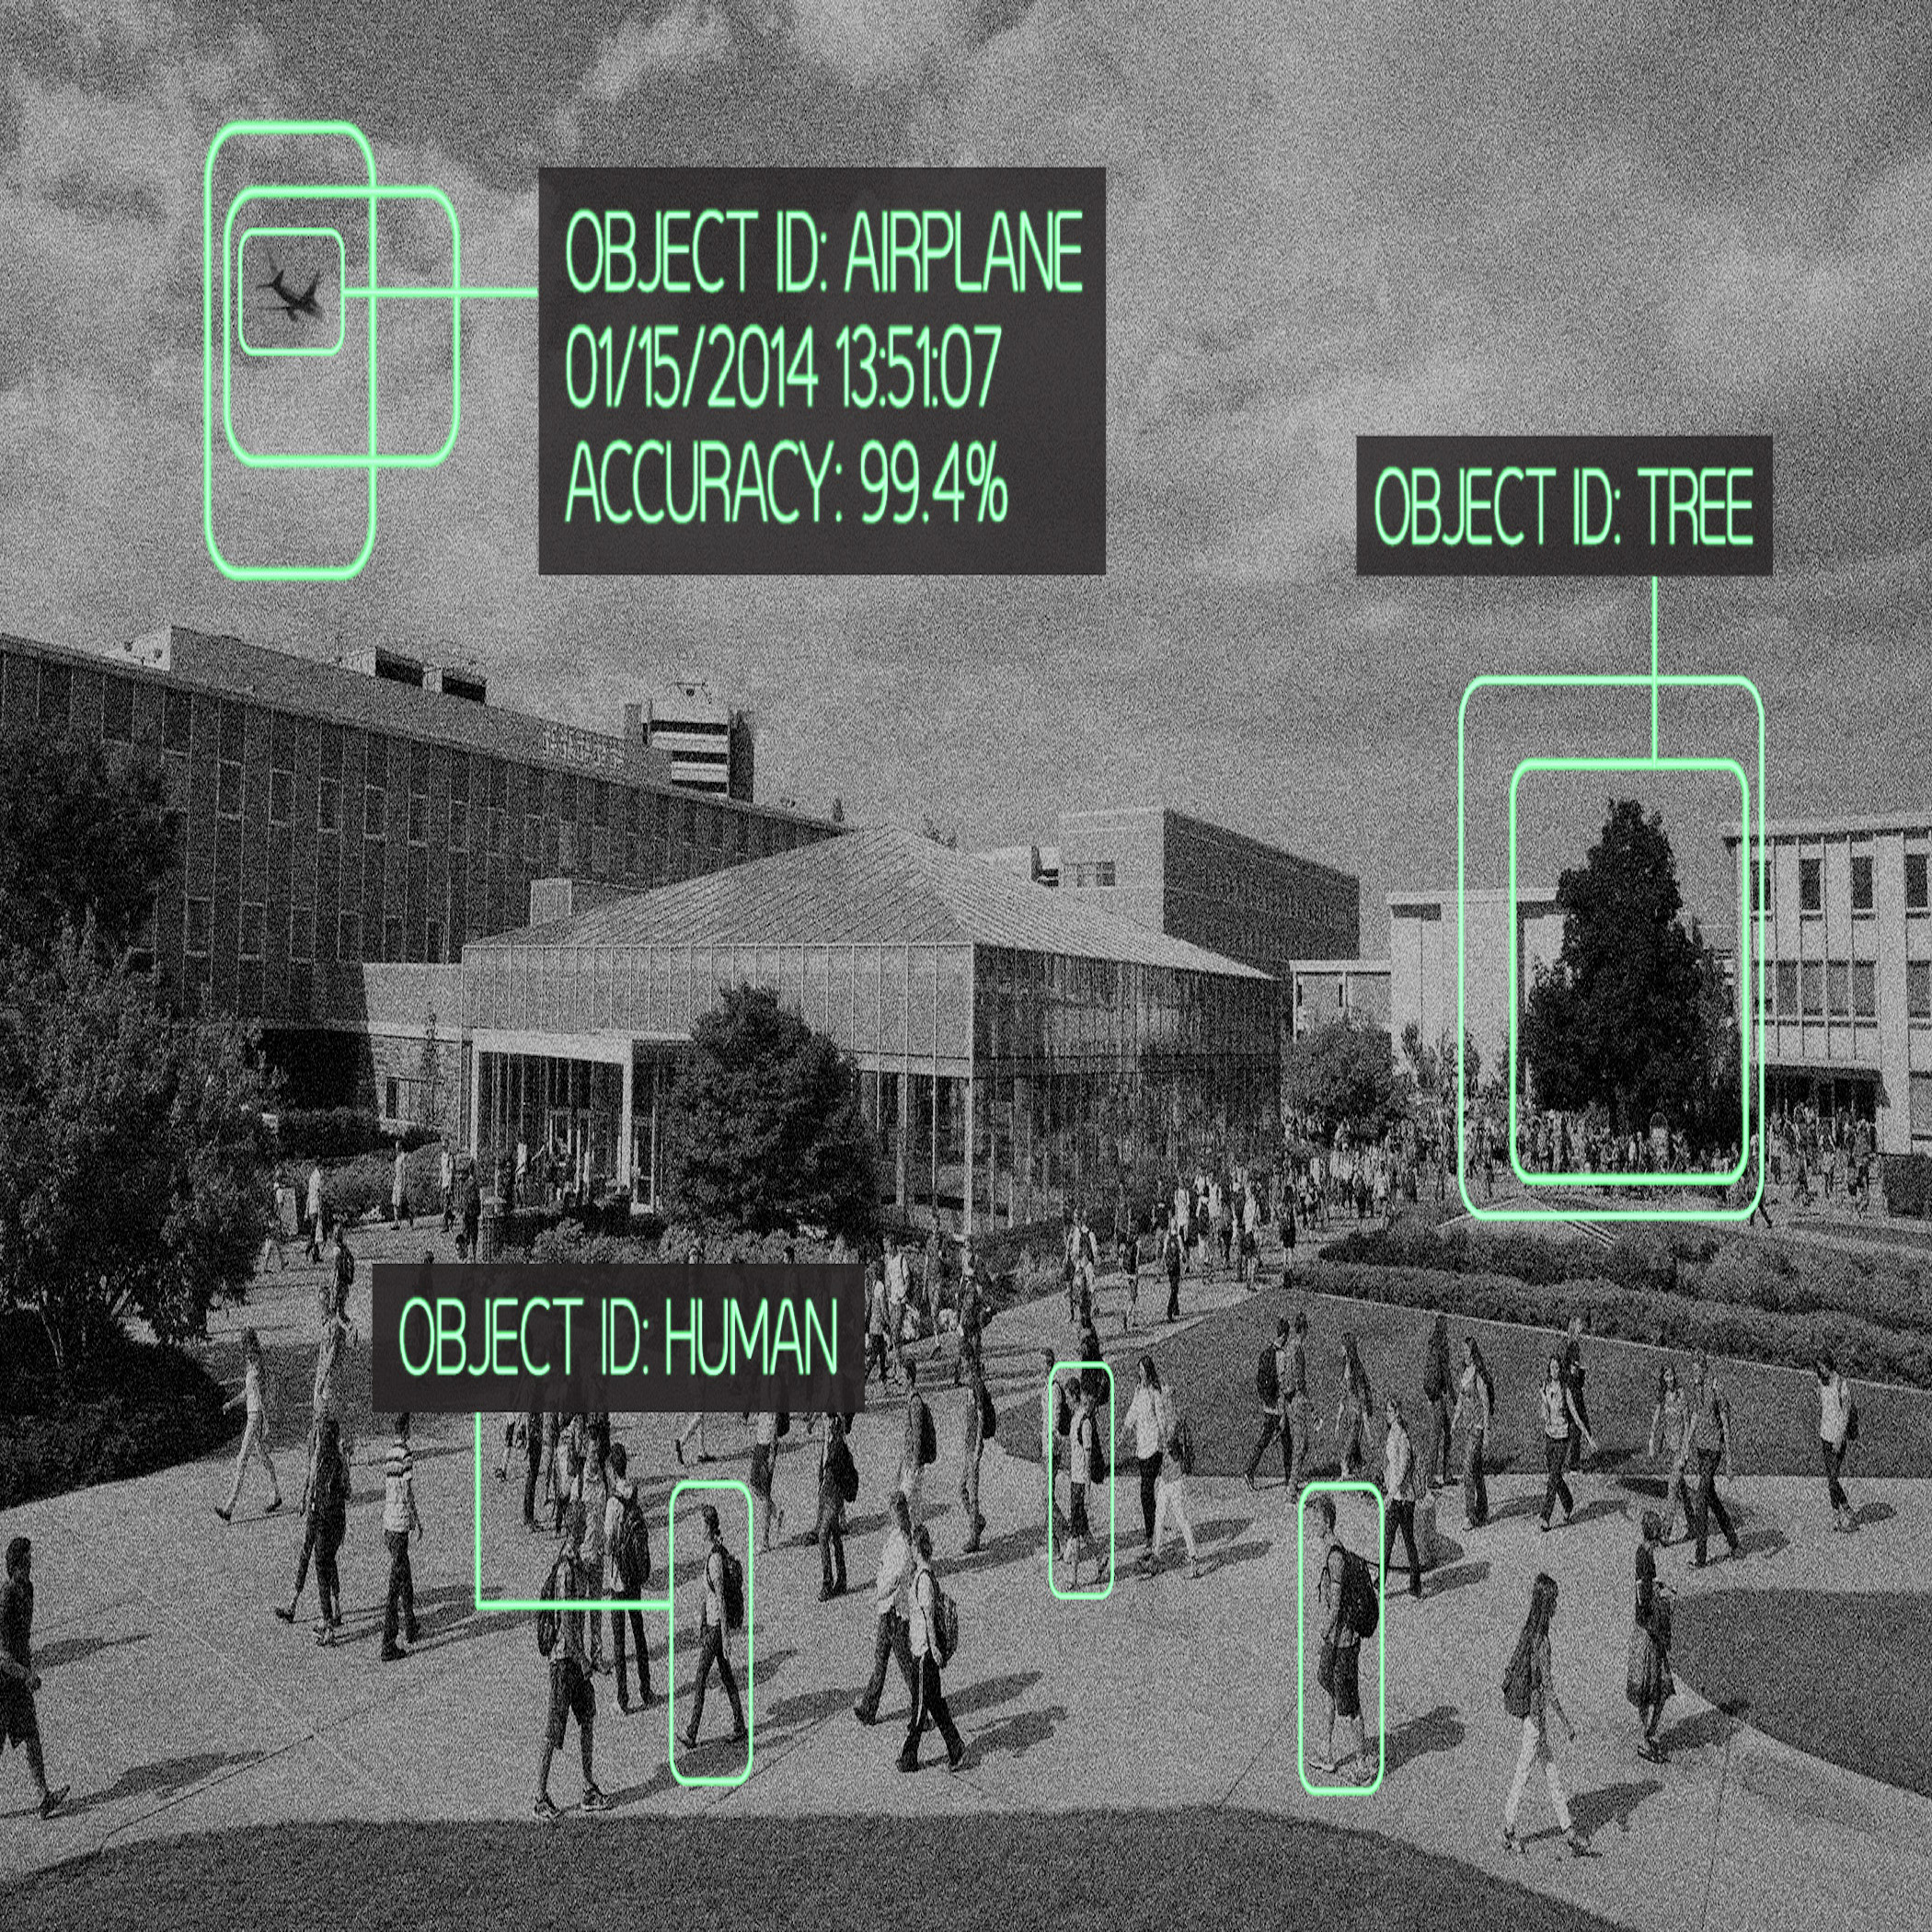 OBJECT ID: AIRPLANE
01/15/2014 13:51:07
ACCURACY: 99.4%
OBJECT ID: TREE
OBJECT ID: HUMAN